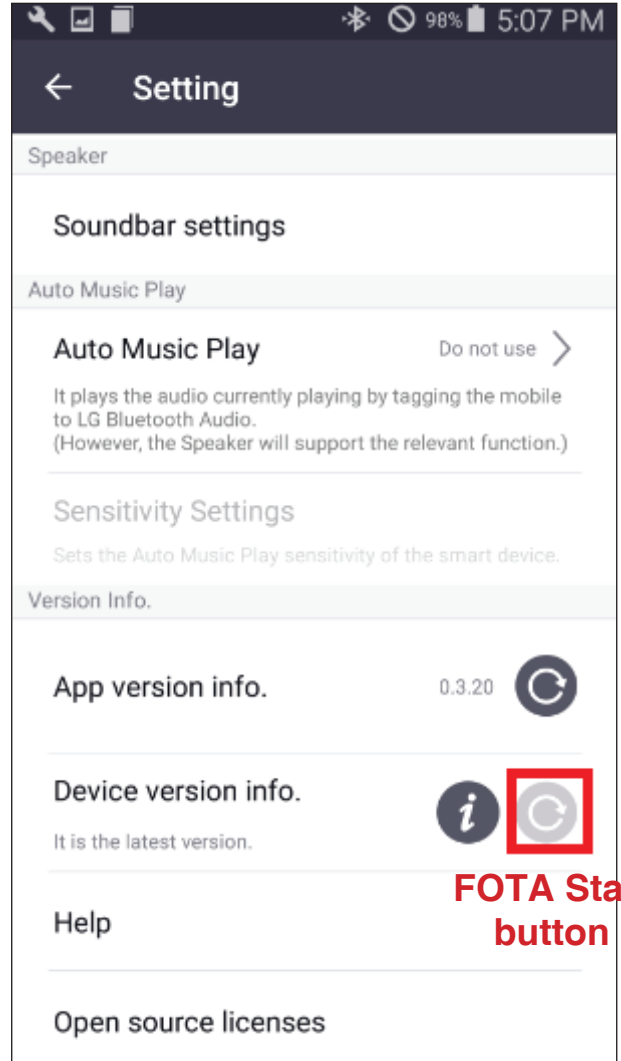 98% 5:07 PM
Setting
Speaker
Soundbar settings
Auto Music Play
Auto Music Play Do not use
It plays the audio currently playing by tagging the mobile
to LG Bluetooth Audio.
(However, the Speaker will support the relevant function.)
Sensitivity Settings
Sets the Auto Music Play sensitivity of the smart device.
Version Info.
App version info. 0.3.20
Device version info. i
It is the latest version.
FOTA Sta
button
Help
Open source licenses